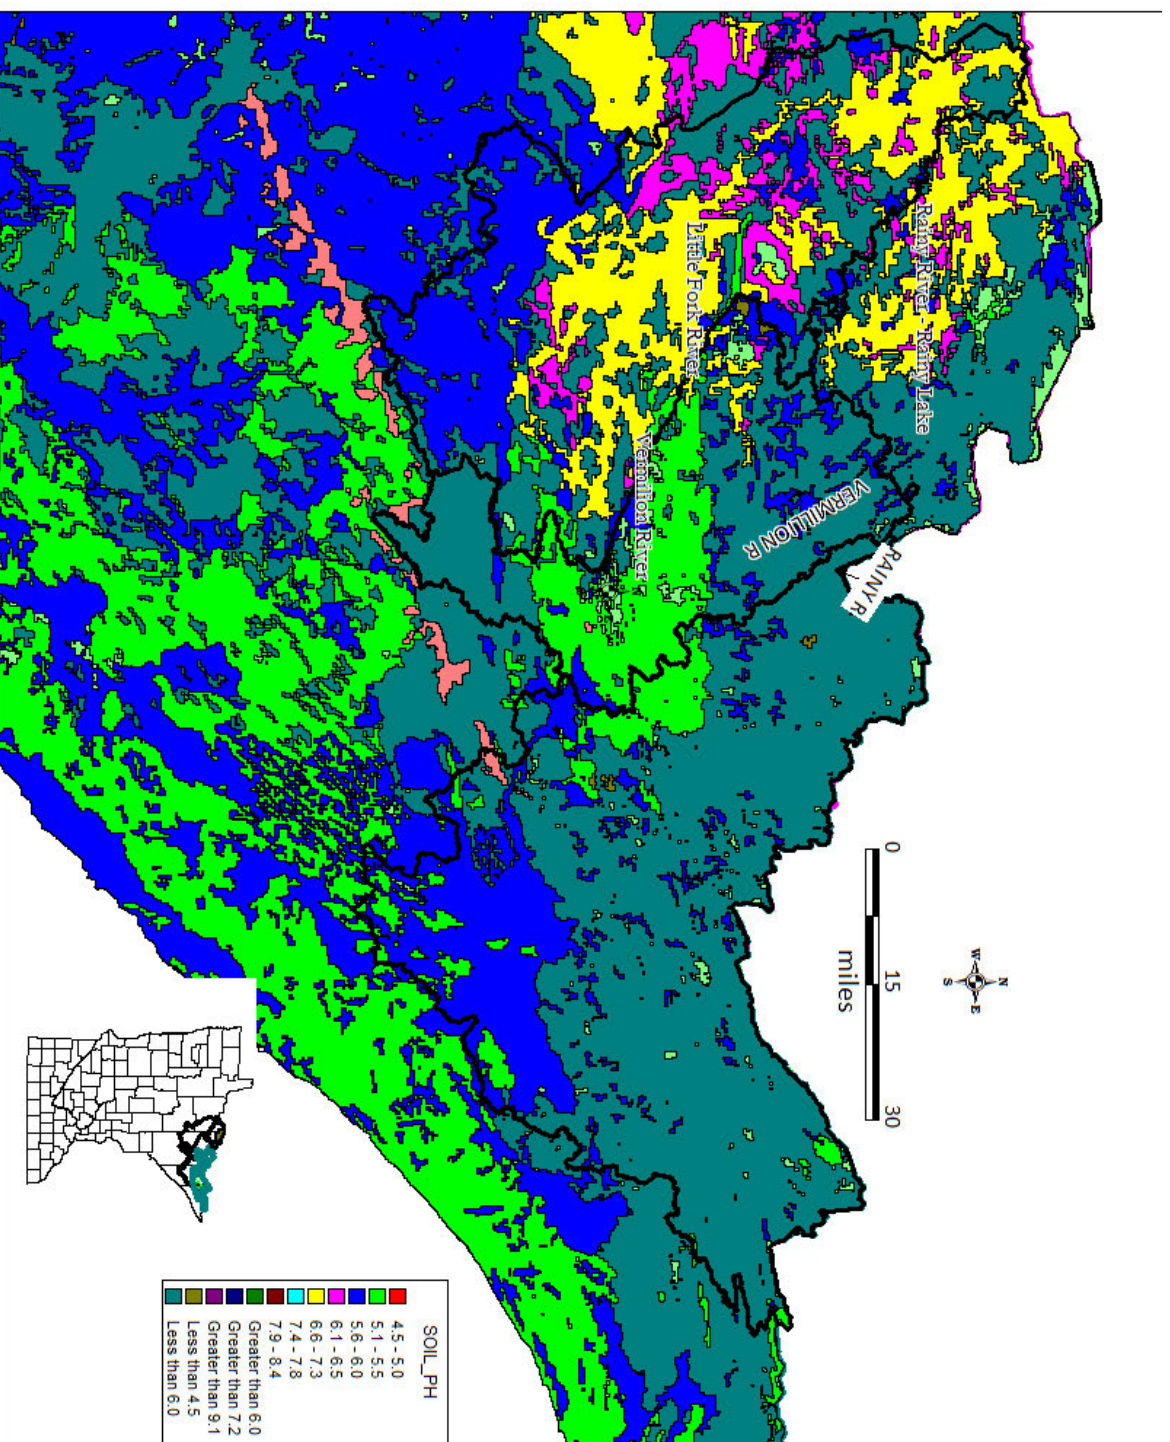 Rainy River - Rainy Lake
Little Fork River
Vermilion River
VERMILLION R
RAINY R
N
W
E
S
0 15 30
miles
SOIL_PH
4.5 - 5.0
5.1 - 5.5
5.6 - 6.0
6.1 - 6.5
6.6 - 7.3
7.4 - 7.8
7.9 - 8.4
Greater than 6.0
Greater than 7.2
Greater than 9.1
Less than 4.5
Less than 6.0